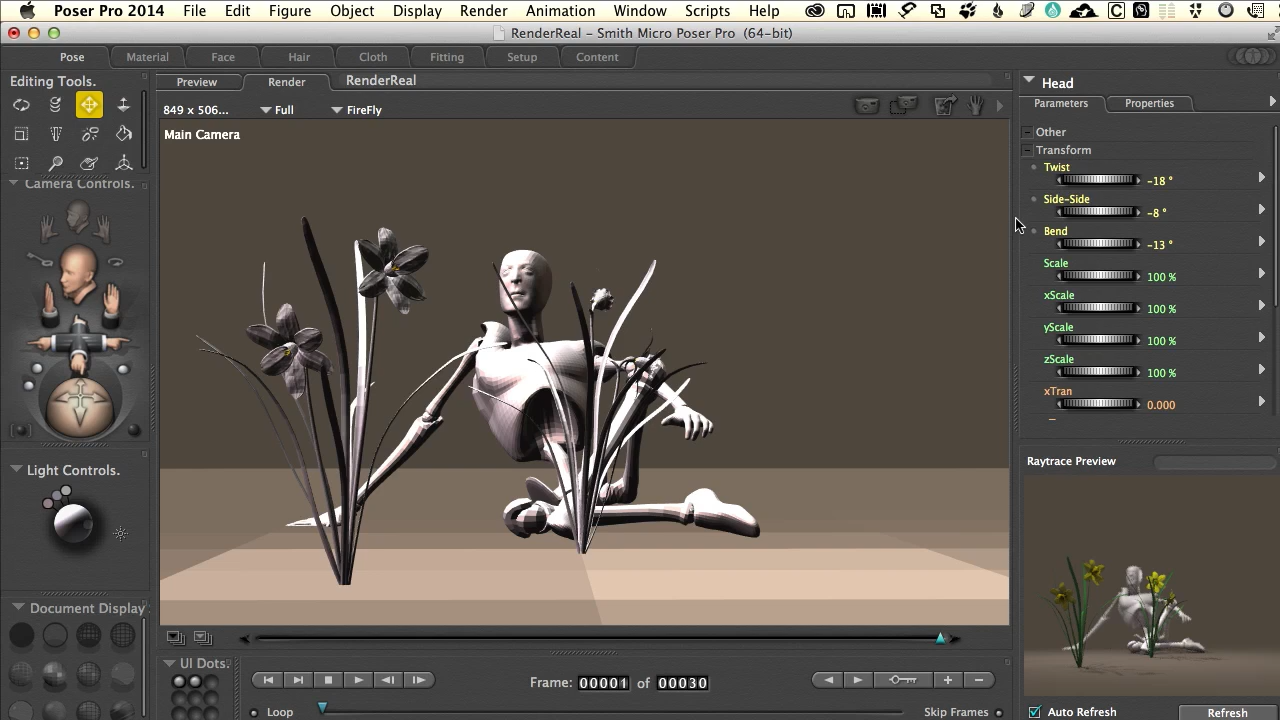 Poser Pro 2014 File Edit Figure Object Display Render Animation Window Scripts Help
RenderReal – Smith Micro Poser Pro (64-bit)
Pose Material Face Hair Cloth Fitting Setup Content
Editing Tools.
Preview Render RenderReal
Head
849 x 506... Full FireFly
Parameters Properties
Main Camera
Other
Transform
Twist
-18 °
Side-Side
-8 °
Bend
-13 °
Scale
100 %
xScale
100 %
yScale
100 %
zScale
100 %
xTran
0.000
Camera Controls.
Light Controls.
Raytrace Preview
Document Display
UI Dots.
Frame: 00001 of 00030
Loop
Skip Frames
Auto Refresh Refresh